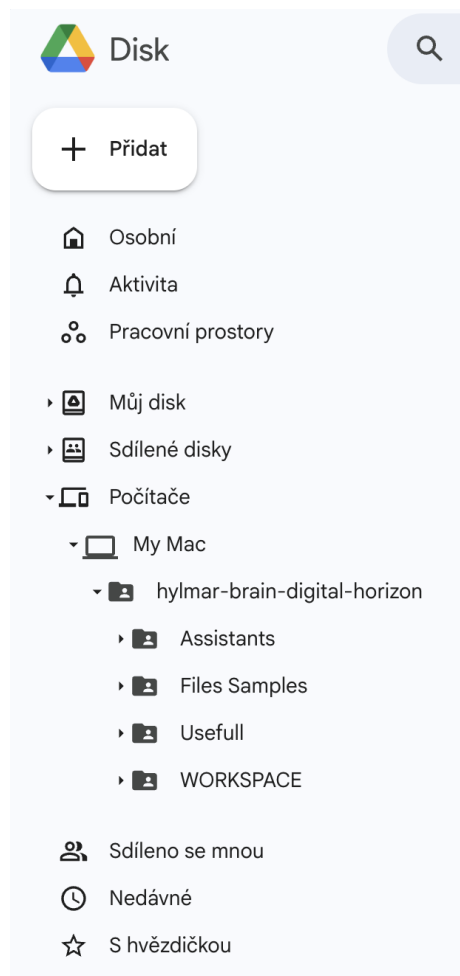 Disk
Přidat
Osobní
Aktivita
Pracovní prostory
Můj disk
Sdílené disky
Počítače
My Mac
hylmar-brain-digital-horizon
Assistants
Files Samples
Usefull
WORKSPACE
Sdíleno se mnou
Nedávné
S hvězdičkou